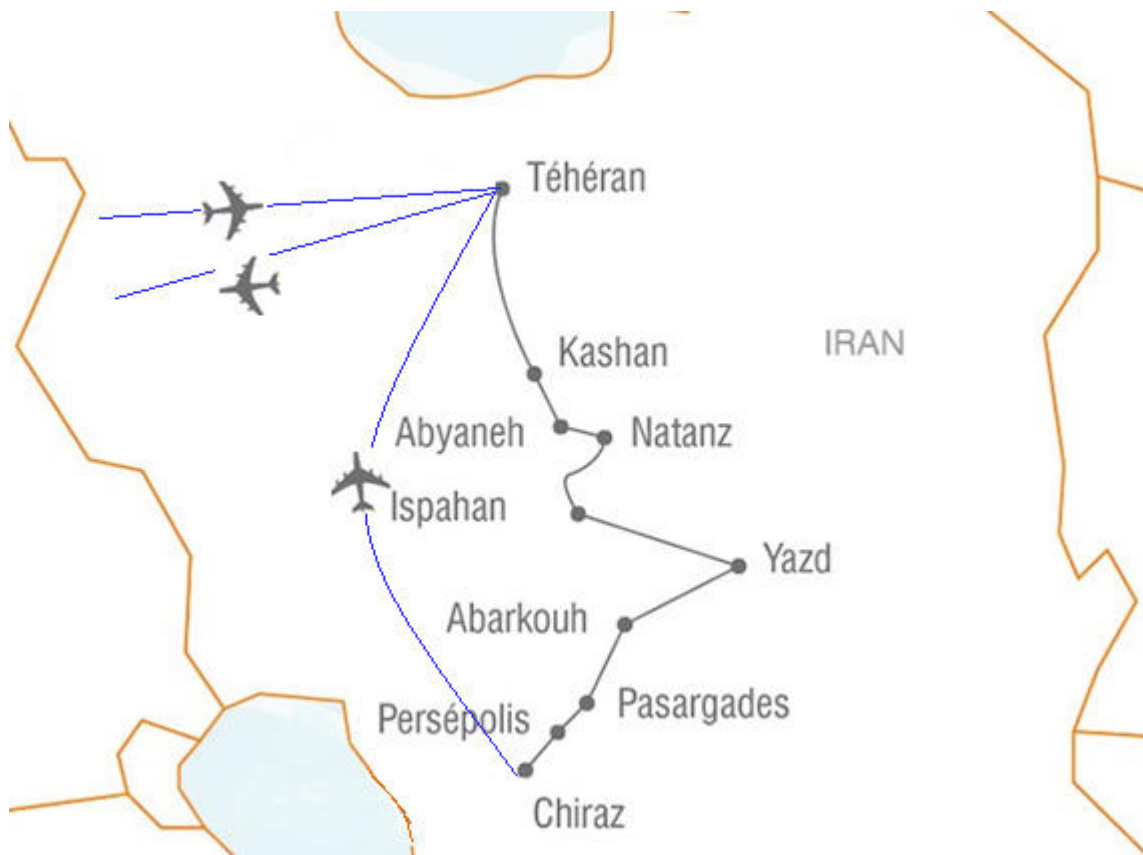 Téhéran
Kashan
IRAN
Abyaneh
Natanz
Ispahan
Yazd
Abarkouh
Pasargades
Persépolis
Chiraz